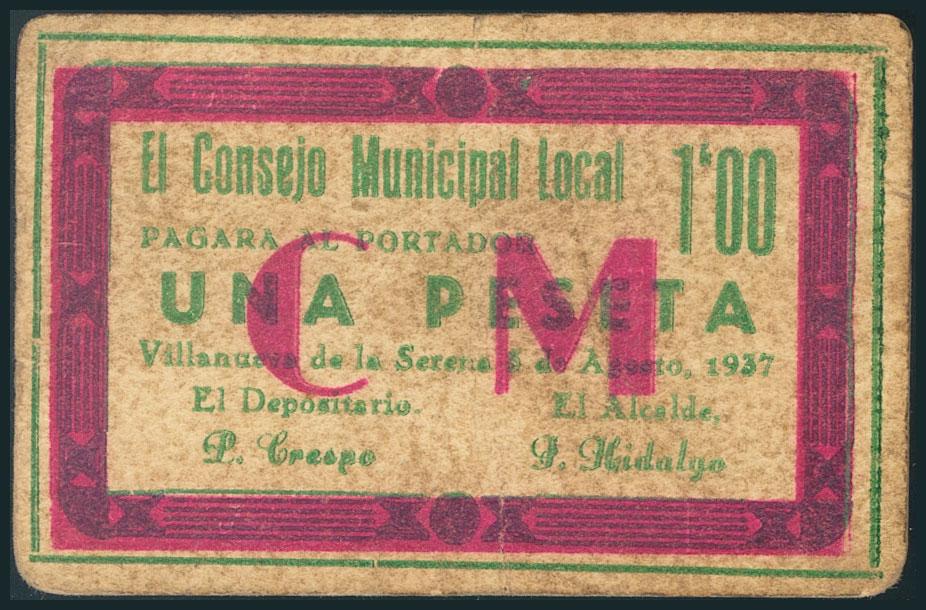 El Consejo Municipal Local 1'00
PAGARA AL PORTADOR
UNA PESETA
C M
Villanueva de la Serena 8 de Agosto, 1937
El Depositario. El Alcalde,
P. Crespo J. Hidalgo